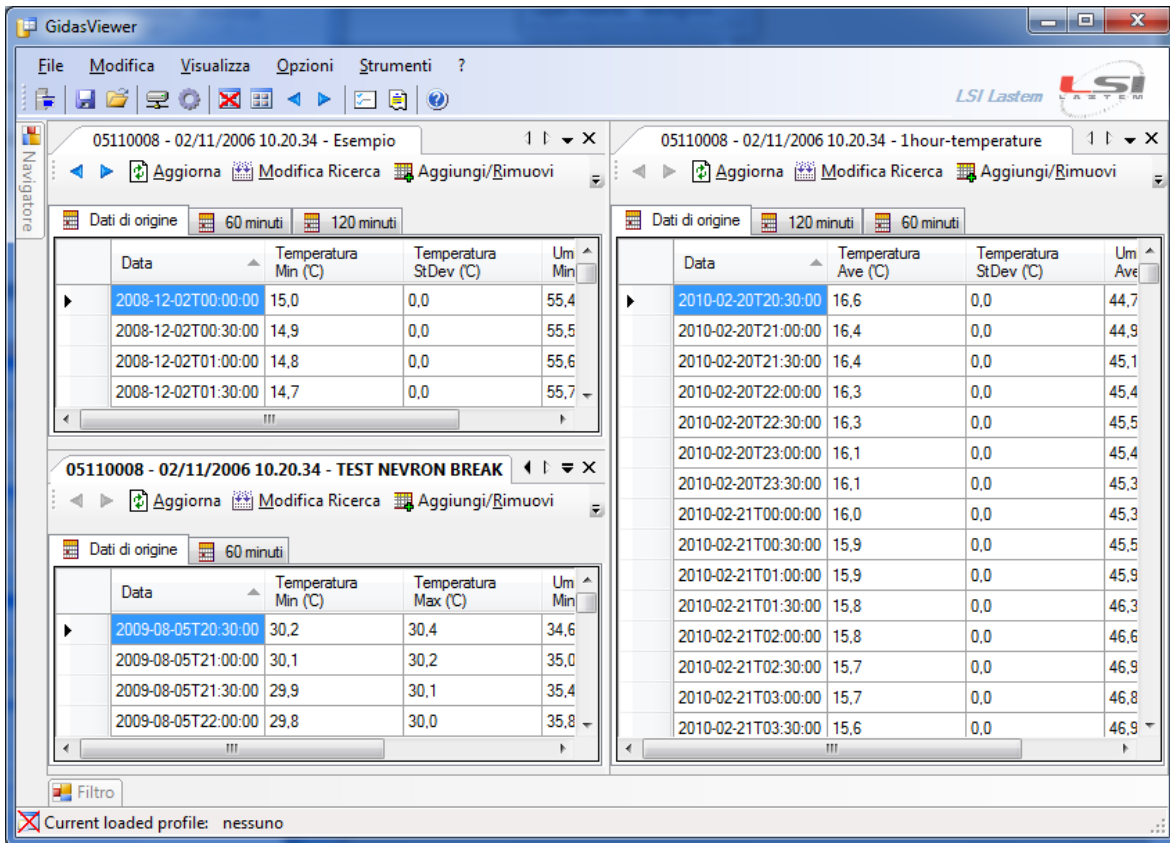 GidasViewer
File Modifica Visualizza Opzioni Strumenti ?
LSI Lastem
LSI
LASTEM
Navigatore
05110008 - 02/11/2006 10.20.34 - Esempio
Aggiorna Modifica Ricerca Aggiungi/Rimuovi
Dati di origine 60 minuti 120 minuti
Data Temperatura Min (°C) Temperatura StDev (°C) Um Min
2008-12-02T00:00:00 15,0 0,0 55,4
2008-12-02T00:30:00 14,9 0,0 55,5
2008-12-02T01:00:00 14,8 0,0 55,6
2008-12-02T01:30:00 14,7 0,0 55,7
05110008 - 02/11/2006 10.20.34 - TEST NEVRON BREAK
Aggiorna Modifica Ricerca Aggiungi/Rimuovi
Dati di origine 60 minuti
Data Temperatura Min (°C) Temperatura Max (°C) Um Min
2009-08-05T20:30:00 30,2 30,4 34,6
2009-08-05T21:00:00 30,1 30,2 35,0
2009-08-05T21:30:00 29,9 30,1 35,4
2009-08-05T22:00:00 29,8 30,0 35,8
05110008 - 02/11/2006 10.20.34 - 1hour-temperature
Aggiorna Modifica Ricerca Aggiungi/Rimuovi
Dati di origine 120 minuti 60 minuti
Data Temperatura Ave (°C) Temperatura StDev (°C) Um Ave
2010-02-20T20:30:00 16,6 0,0 44,7
2010-02-20T21:00:00 16,4 0,0 44,9
2010-02-20T21:30:00 16,4 0,0 45,1
2010-02-20T22:00:00 16,3 0,0 45,4
2010-02-20T22:30:00 16,3 0,0 45,5
2010-02-20T23:00:00 16,1 0,0 45,4
2010-02-20T23:30:00 16,1 0,0 45,3
2010-02-21T00:00:00 16,0 0,0 45,3
2010-02-21T00:30:00 15,9 0,0 45,5
2010-02-21T01:00:00 15,9 0,0 45,9
2010-02-21T01:30:00 15,8 0,0 46,3
2010-02-21T02:00:00 15,8 0,0 46,6
2010-02-21T02:30:00 15,7 0,0 46,9
2010-02-21T03:00:00 15,7 0,0 46,8
2010-02-21T03:30:00 15,6 0,0 46,9
Filtro
Current loaded profile: nessuno